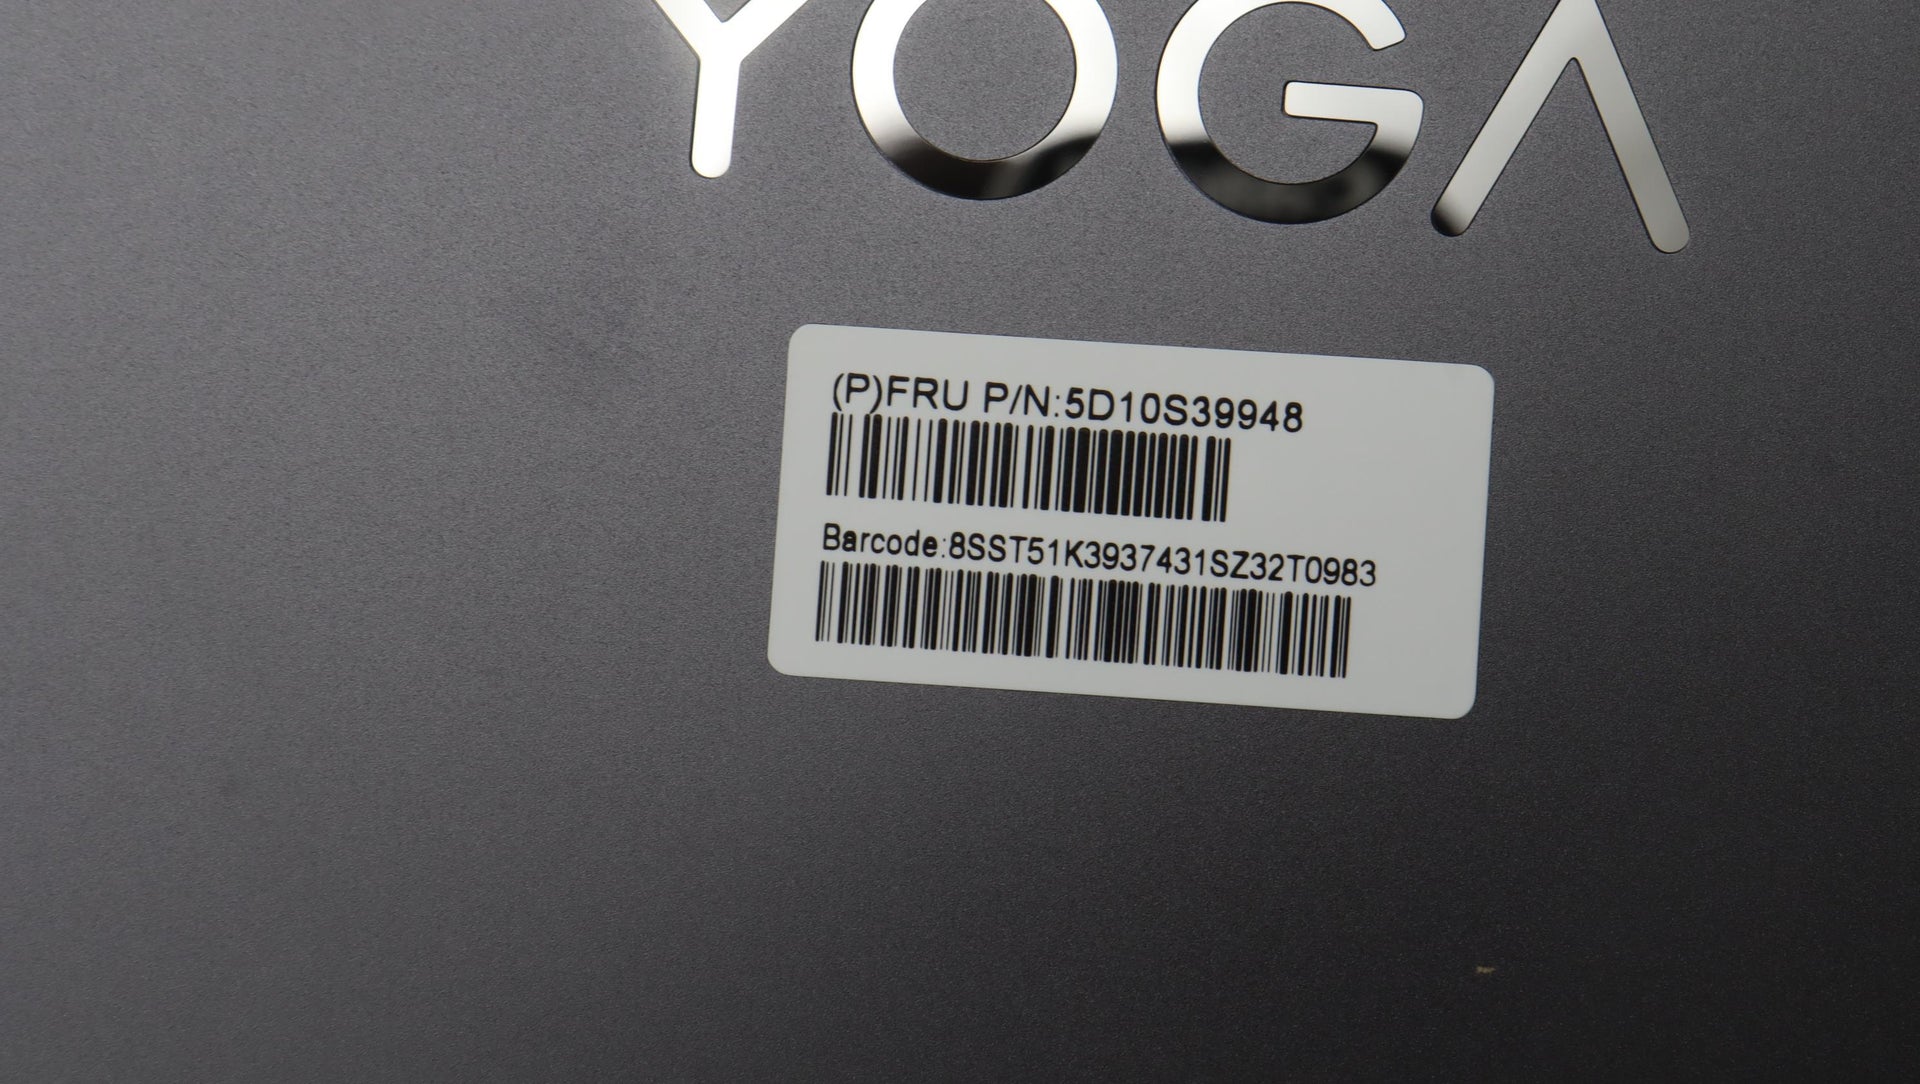 YOGA
(P)FRU P/N:5D10S39948
Barcode:8SST51K3937431SZ32T0983